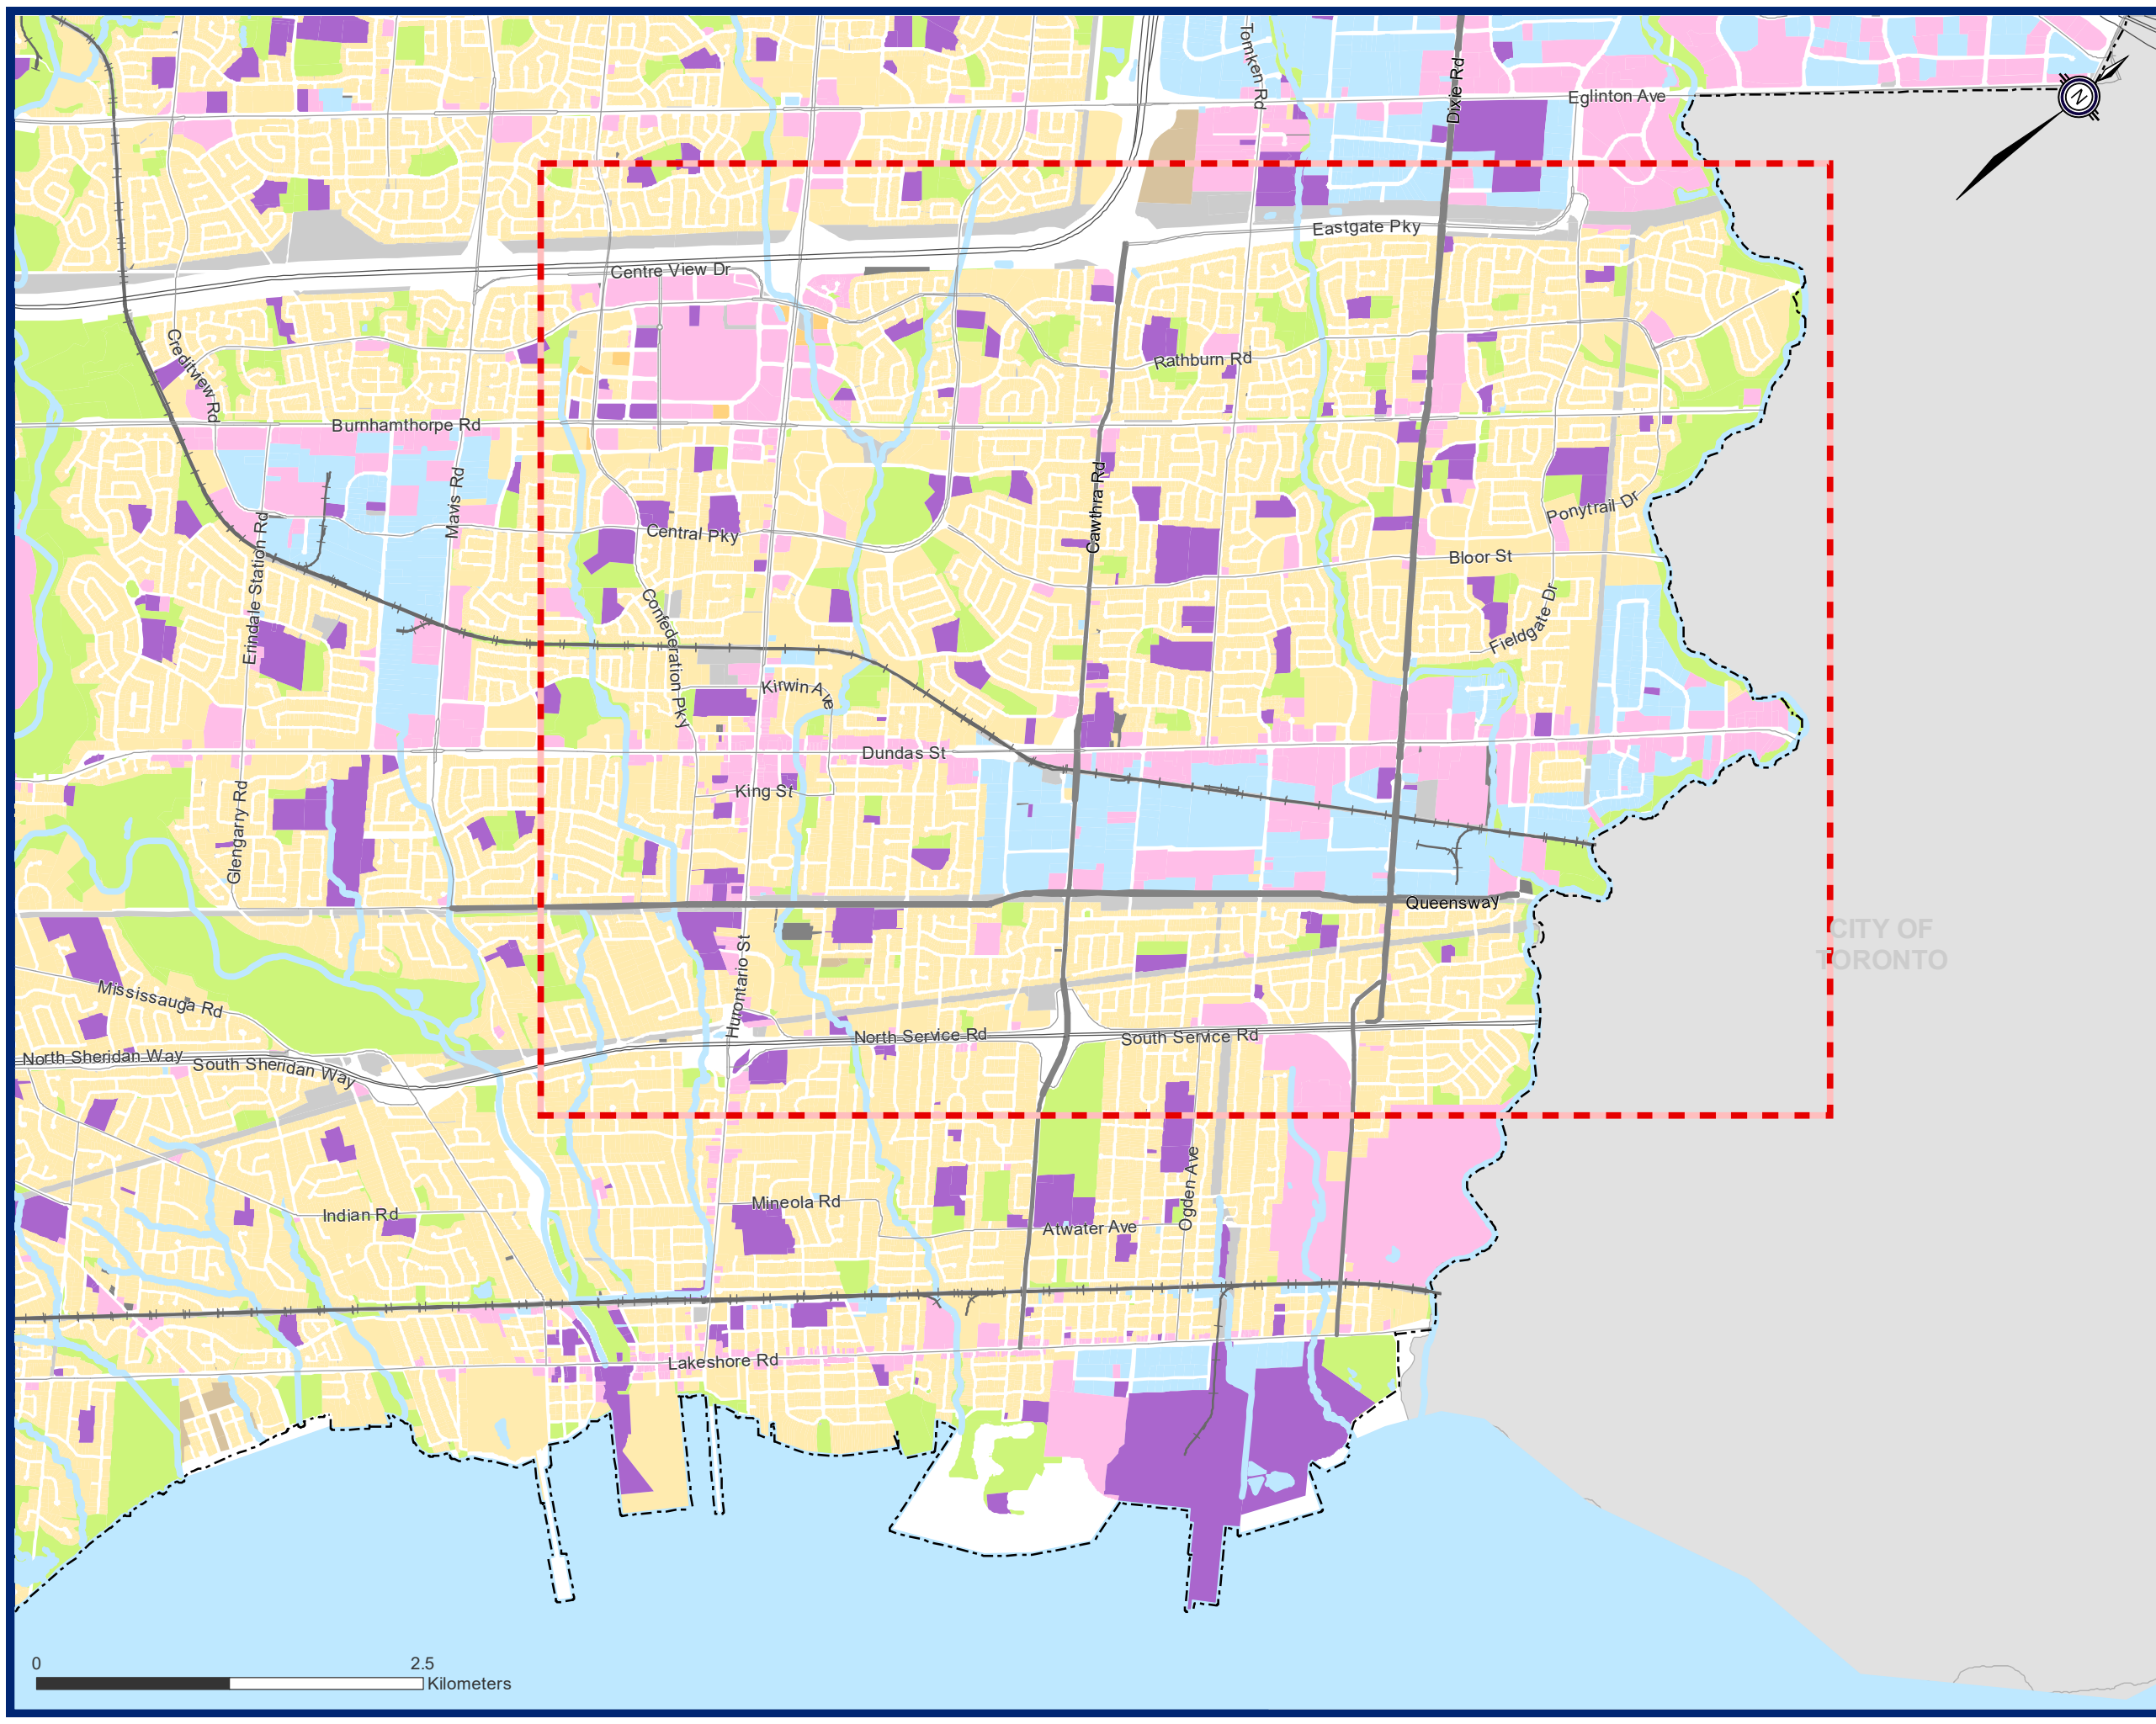 Tomken Rd
Dixie Rd
Eglinton Ave
N
Eastgate Pky
Centre View Dr
Creditview Rd
Rathburn Rd
Burnhamthorpe Rd
Mavis Rd
Cawthra Rd
Ponytrail Dr
Central Pky
Erindale Station Rd
Bloor St
Confederation Pky
Fieldgate Dr
Kirwin Ave
Dundas St
King St
Glengarry Rd
Queensway
CITY OF
TORONTO
Hurontario St
Mississauga Rd
North Service Rd
South Service Rd
North Sheridan Way
South Sheridan Way
Ogden Ave
Mineola Rd
Indian Rd
Atwater Ave
Lakeshore Rd
0 2.5
Kilometers